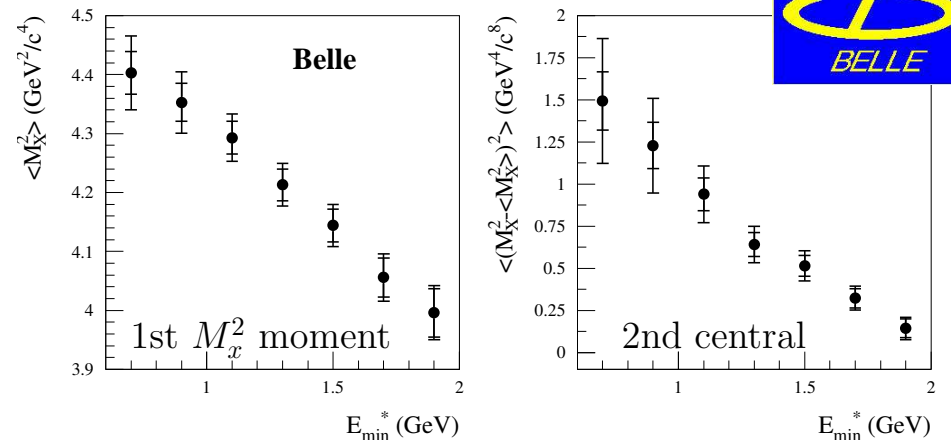 <M_X^2> (GeV^2/c^4)
4.5
4.4
4.3
4.2
4.1
4
3.9
Belle
1st M_x^2 moment
1
1.5
2
E_min^* (GeV)
<(M_X^2-<M_X^2>)^2> (GeV^4/c^8)
2
1.75
1.5
1.25
1
0.75
0.5
0.25
0
BELLE
2nd central
1
1.5
2
E_min^* (GeV)